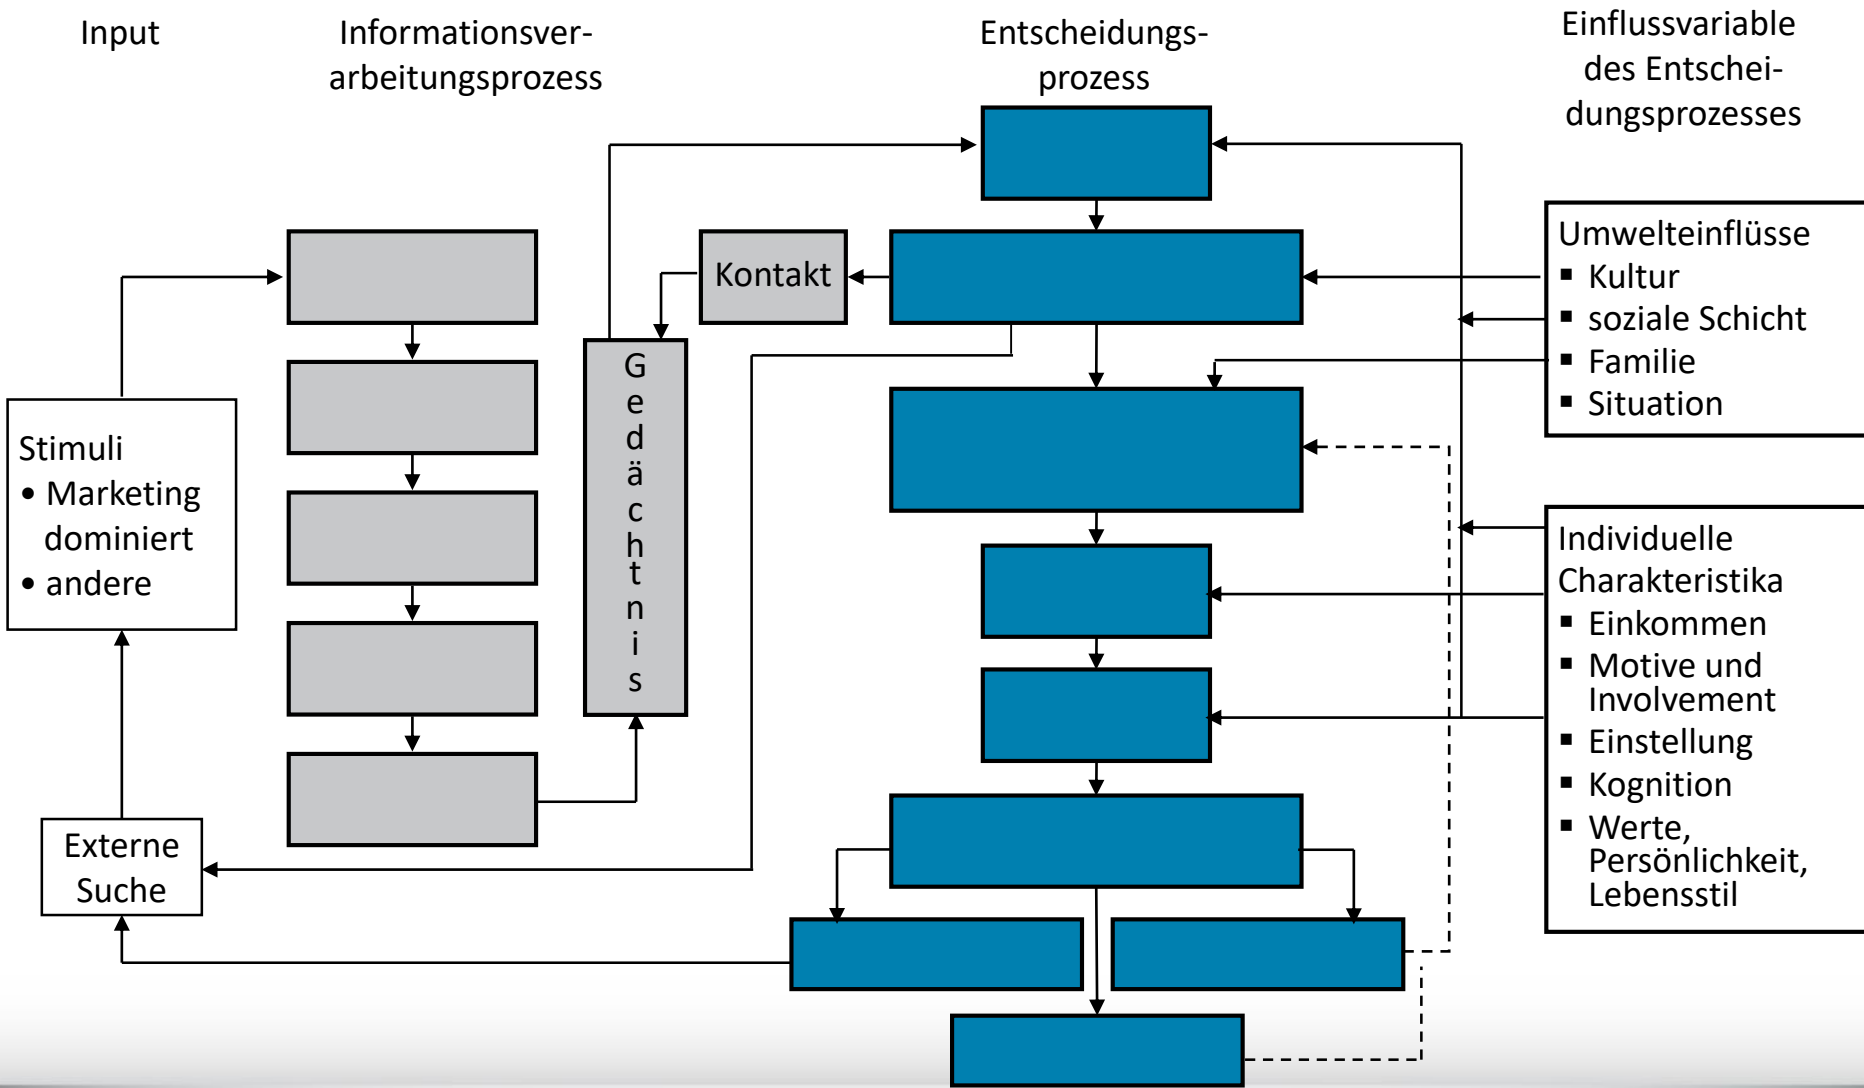 Input
Informationsver-
arbeitungsprozess
Entscheidungs-
prozess
Einflussvariable
des Entschei-
dungsprozesses
Kontakt
Gedächtnis
Stimuli
• Marketing
dominiert
• andere
Externe
Suche
Umwelteinflüsse
▪ Kultur
▪ soziale Schicht
▪ Familie
▪ Situation
Individuelle
Charakteristika
▪ Einkommen
▪ Motive und
Involvement
▪ Einstellung
▪ Kognition
▪ Werte,
Persönlichkeit,
Lebensstil